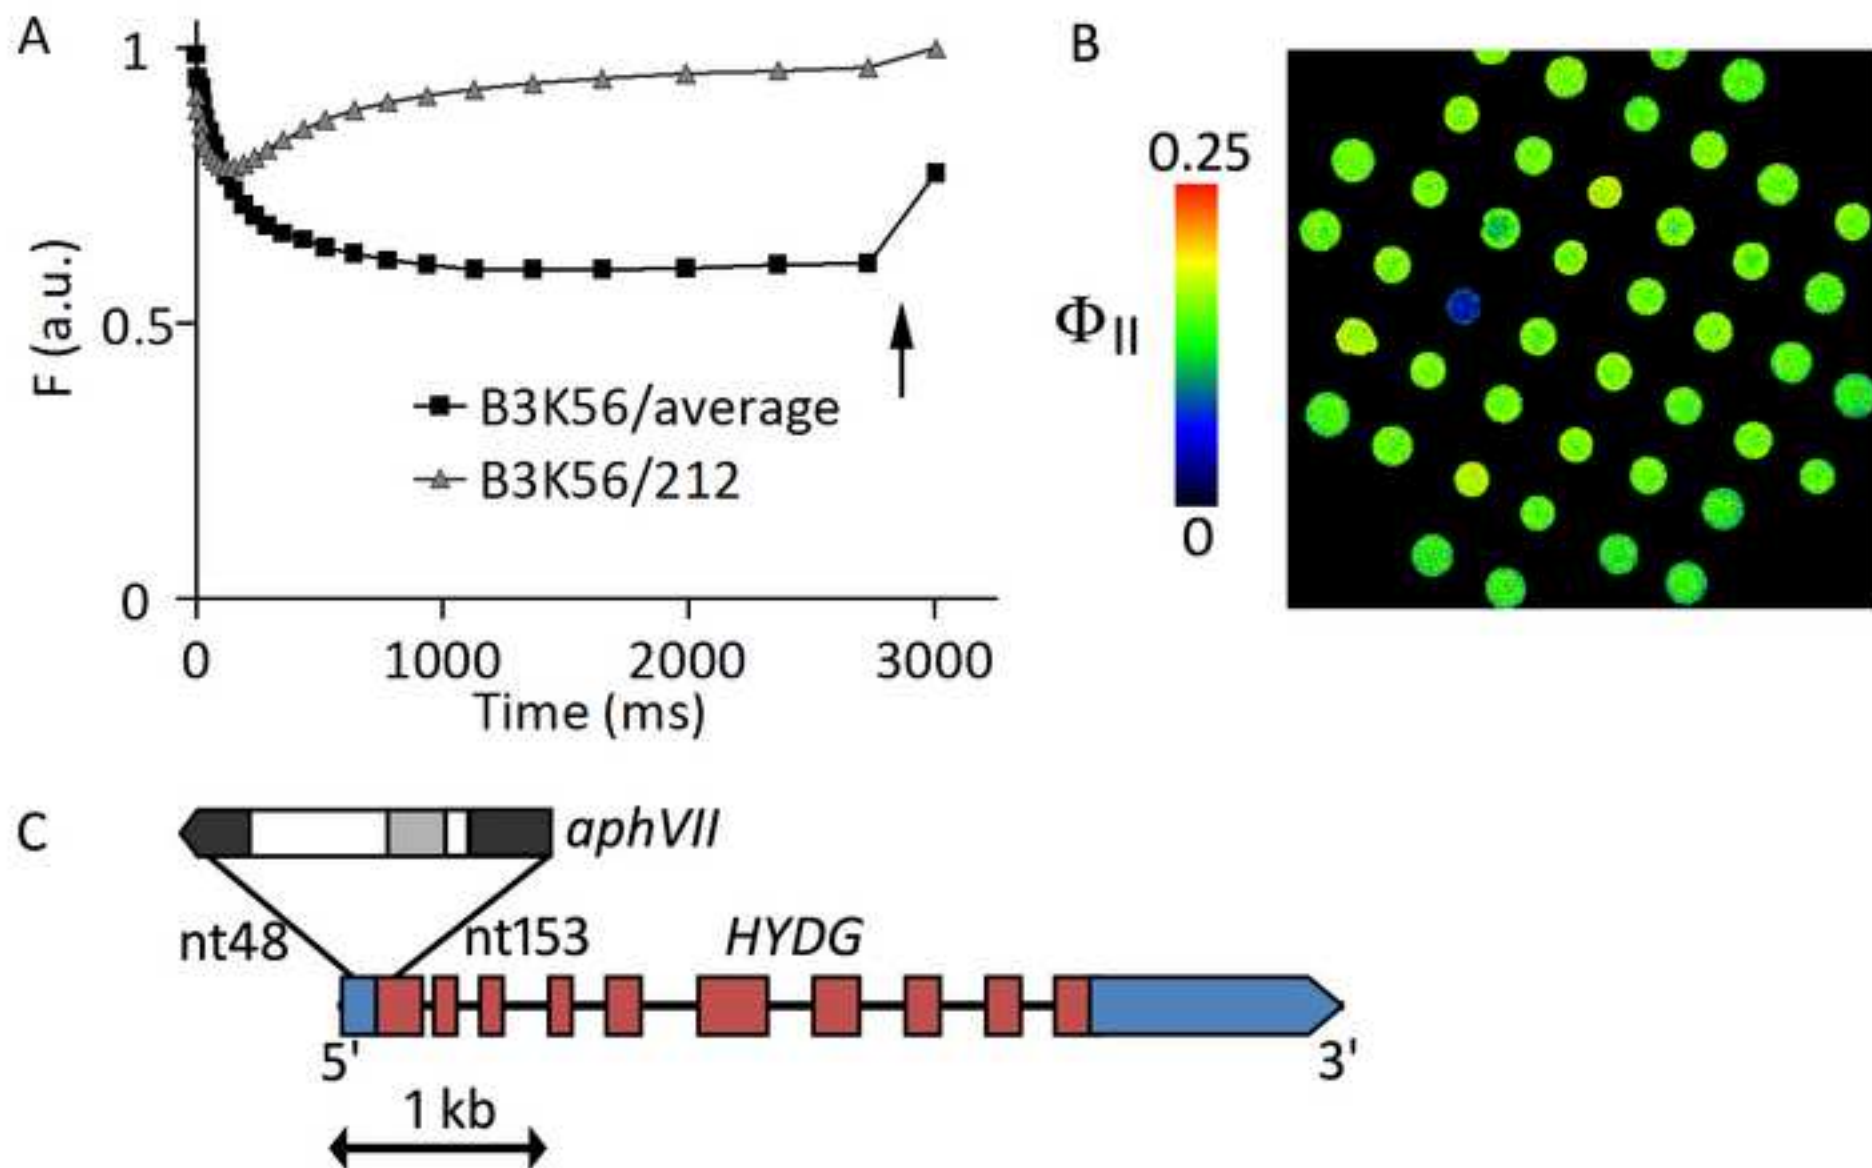 A
1
0.5
0
F (a.u.)
B3K56/average
B3K56/212
0 1000 2000 3000
Time (ms)
B
0.25
ΦII
0
C
aphVII
nt48 nt153 HYDG
5' 3'
1 kb